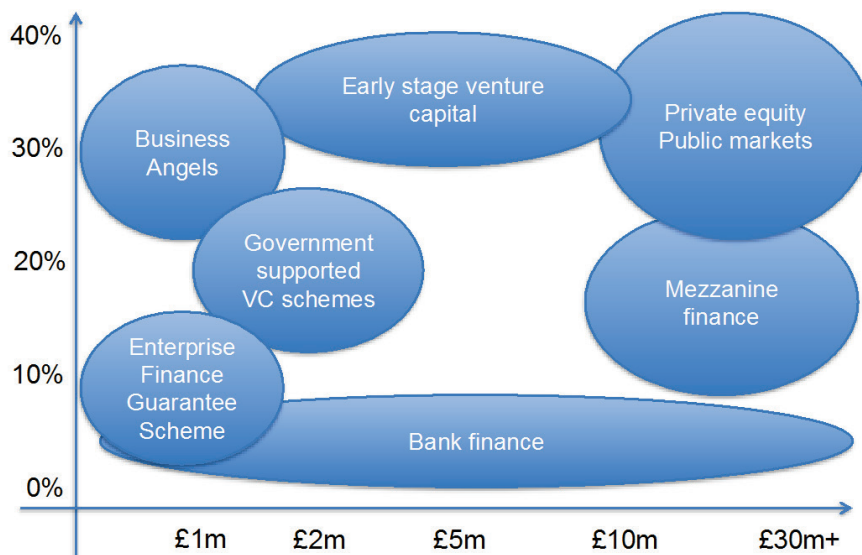 40%
Early stage venture
capital
Business
Angels
Private equity
Public markets
30%
20%
Government
supported
VC schemes
Mezzanine
finance
10%
Enterprise
Finance
Guarantee
Scheme
Bank finance
0%
£1m
£2m
£5m
£10m
£30m+